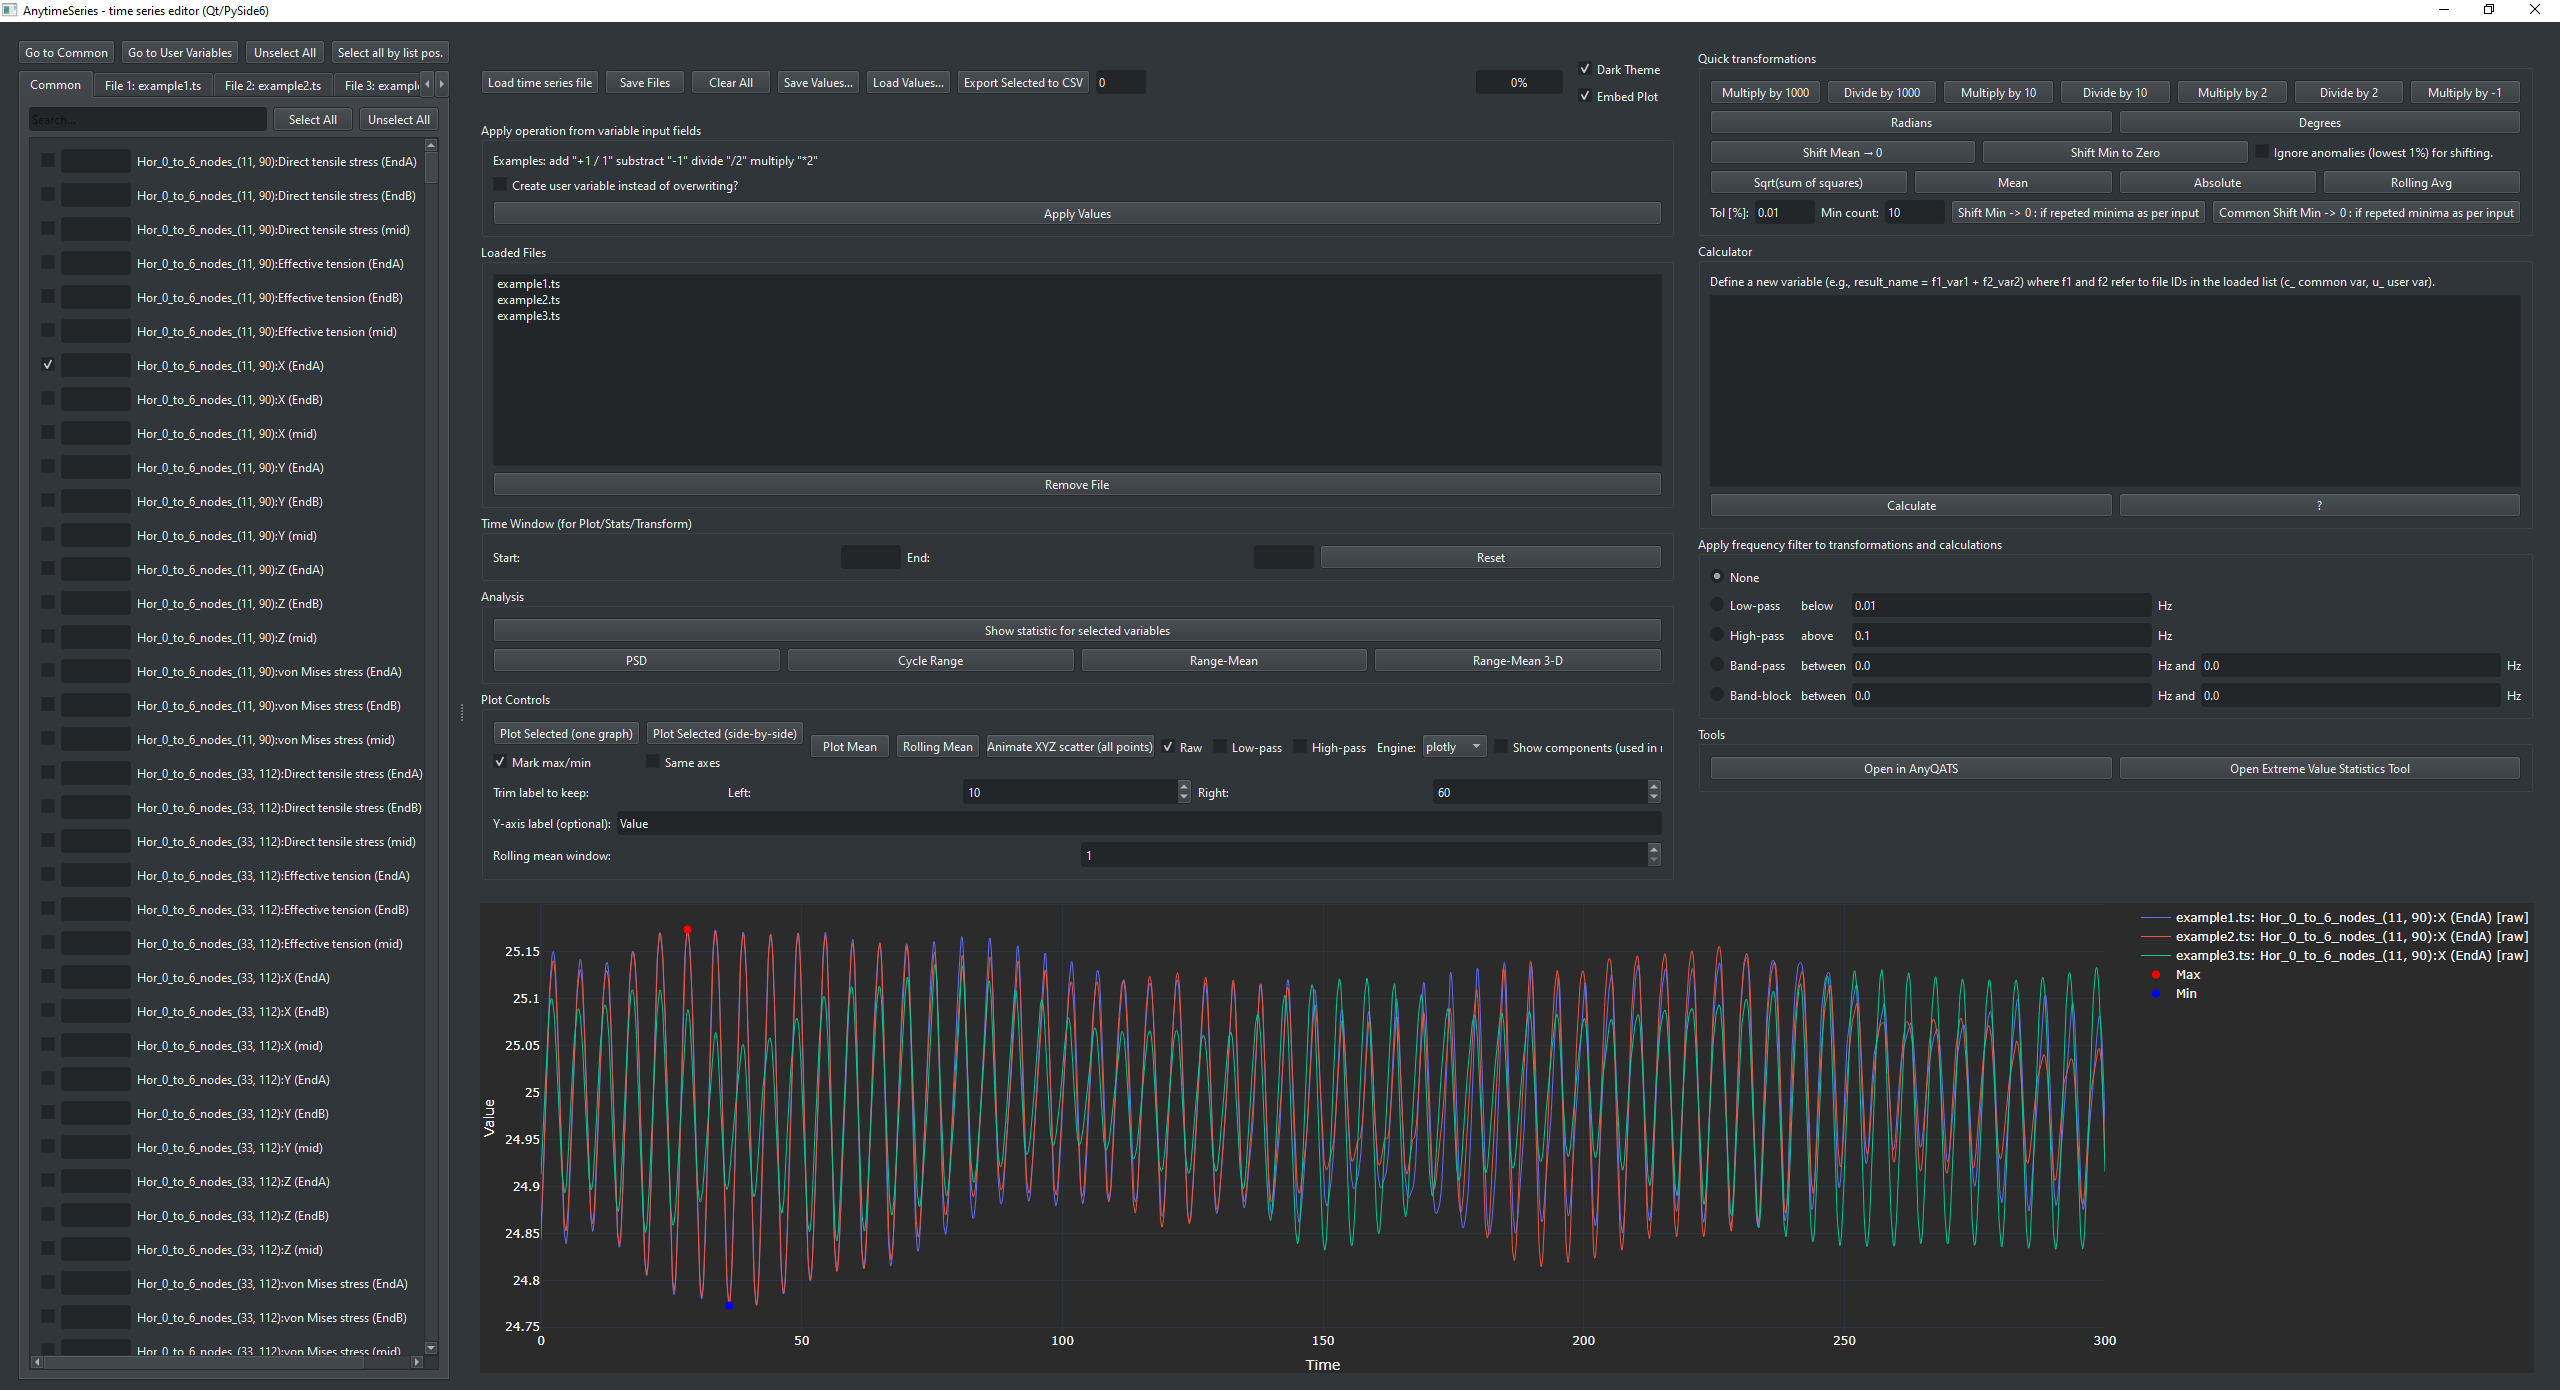 AnytimeSeries - time series editor (Qt/PySide6)
Go to Common
Go to User Variables
Unselect All
Select all by list pos.
Common
File 1: example1.ts
File 2: example2.ts
File 3: exampl
Search...
Select All
Unselect All
Hor_0_to_6_nodes_(11, 90):Direct tensile stress (EndA)
Hor_0_to_6_nodes_(11, 90):Direct tensile stress (EndB)
Hor_0_to_6_nodes_(11, 90):Direct tensile stress (mid)
Hor_0_to_6_nodes_(11, 90):Effective tension (EndA)
Hor_0_to_6_nodes_(11, 90):Effective tension (EndB)
Hor_0_to_6_nodes_(11, 90):Effective tension (mid)
Hor_0_to_6_nodes_(11, 90):X (EndA)
Hor_0_to_6_nodes_(11, 90):X (EndB)
Hor_0_to_6_nodes_(11, 90):X (mid)
Hor_0_to_6_nodes_(11, 90):Y (EndA)
Hor_0_to_6_nodes_(11, 90):Y (EndB)
Hor_0_to_6_nodes_(11, 90):Y (mid)
Hor_0_to_6_nodes_(11, 90):Z (EndA)
Hor_0_to_6_nodes_(11, 90):Z (EndB)
Hor_0_to_6_nodes_(11, 90):Z (mid)
Hor_0_to_6_nodes_(11, 90):von Mises stress (EndA)
Hor_0_to_6_nodes_(11, 90):von Mises stress (EndB)
Hor_0_to_6_nodes_(11, 90):von Mises stress (mid)
Hor_0_to_6_nodes_(33, 112):Direct tensile stress (EndA)
Hor_0_to_6_nodes_(33, 112):Direct tensile stress (EndB)
Hor_0_to_6_nodes_(33, 112):Direct tensile stress (mid)
Hor_0_to_6_nodes_(33, 112):Effective tension (EndA)
Hor_0_to_6_nodes_(33, 112):Effective tension (EndB)
Hor_0_to_6_nodes_(33, 112):Effective tension (mid)
Hor_0_to_6_nodes_(33, 112):X (EndA)
Hor_0_to_6_nodes_(33, 112):X (EndB)
Hor_0_to_6_nodes_(33, 112):X (mid)
Hor_0_to_6_nodes_(33, 112):Y (EndA)
Hor_0_to_6_nodes_(33, 112):Y (EndB)
Hor_0_to_6_nodes_(33, 112):Y (mid)
Hor_0_to_6_nodes_(33, 112):Z (EndA)
Hor_0_to_6_nodes_(33, 112):Z (EndB)
Hor_0_to_6_nodes_(33, 112):Z (mid)
Hor_0_to_6_nodes_(33, 112):von Mises stress (EndA)
Hor_0_to_6_nodes_(33, 112):von Mises stress (EndB)
Hor_0_to_6_nodes_(33, 112):von Mises stress (mid)
Load time series file
Save Files
Clear All
Save Values...
Load Values...
Export Selected to CSV
0
0%
Dark Theme
Embed Plot
Apply operation from variable input fields
Examples: add "+1 / 1" substract "-1" divide "/2" multiply "*2"
Create user variable instead of overwriting?
Apply Values
Loaded Files
example1.ts
example2.ts
example3.ts
Remove File
Time Window (for Plot/Stats/Transform)
Start:
End:
Reset
Analysis
Show statistic for selected variables
PSD
Cycle Range
Range-Mean
Range-Mean 3-D
Plot Controls
Plot Selected (one graph)
Plot Selected (side-by-side)
Plot Mean
Rolling Mean
Animate XYZ scatter (all points)
Raw
Low-pass
High-pass
Engine:
plotly
Show components (used in
Mark max/min
Same axes
Trim label to keep:
Left:
10
Right:
60
Y-axis label (optional):
Value
Rolling mean window:
1
Quick transformations
Multiply by 1000
Divide by 1000
Multiply by 10
Divide by 10
Multiply by 2
Divide by 2
Multiply by -1
Radians
Degrees
Shift Mean → 0
Shift Min to Zero
Ignore anomalies (lowest 1%) for shifting.
Sqrt(sum of squares)
Mean
Absolute
Rolling Avg
Tol [%]:
0.01
Min count:
10
Shift Min -> 0 : if repeted minima as per input
Common Shift Min -> 0 : if repeted minima as per input
Calculator
Define a new variable (e.g., result_name = f1_var1 + f2_var2) where f1 and f2 refer to file IDs in the loaded list (c_ common var, u_ user var).
Calculate
?
Apply frequency filter to transformations and calculations
None
Low-pass below 0.01 Hz
High-pass above 0.1 Hz
Band-pass between 0.0 Hz and 0.0 Hz
Band-block between 0.0 Hz and 0.0 Hz
Tools
Open in AnyQATS
Open Extreme Value Statistics Tool
25.15
25.1
25.05
25
24.95
24.9
24.85
24.8
24.75
Value
0
50
100
150
200
250
300
Time
example1.ts: Hor_0_to_6_nodes_(11, 90):X (EndA) [raw]
example2.ts: Hor_0_to_6_nodes_(11, 90):X (EndA) [raw]
example3.ts: Hor_0_to_6_nodes_(11, 90):X (EndA) [raw]
Max
Min